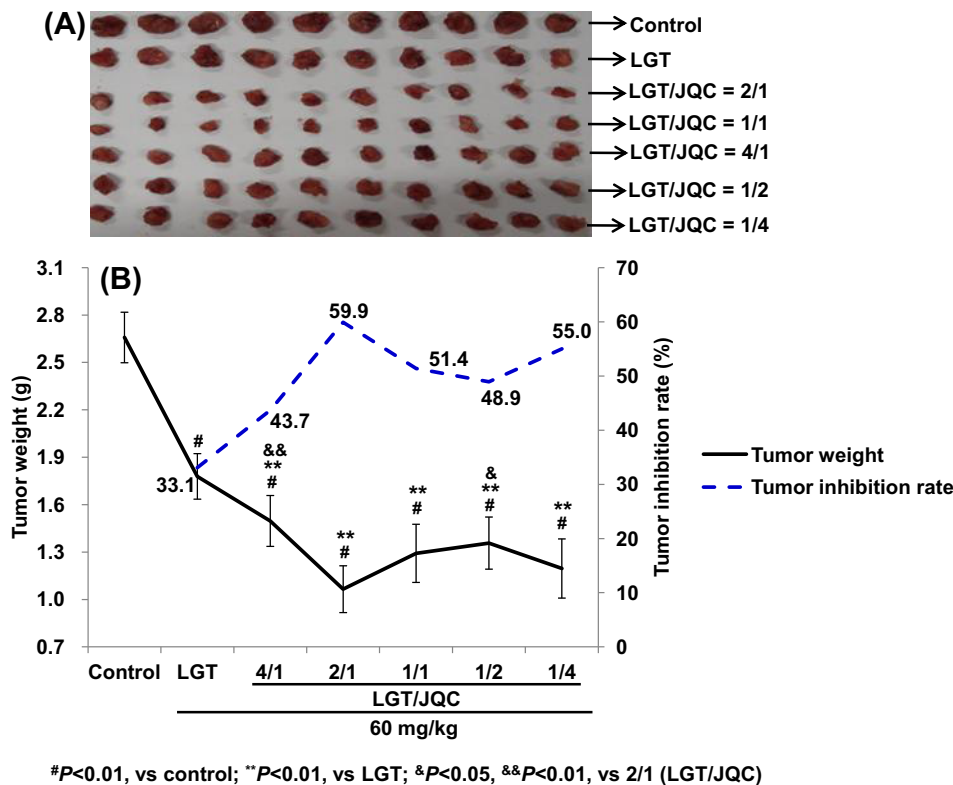 (A)
Control
LGT
LGT/JQC = 2/1
LGT/JQC = 1/1
LGT/JQC = 4/1
LGT/JQC = 1/2
LGT/JQC = 1/4
(B)
Tumor weight (g)
3.1
2.8
2.5
2.2
1.9
1.6
1.3
1.0
0.7
70
60
50
40
30
20
10
0
Tumor inhibition rate (%)
33.1
43.7
59.9
51.4
48.9
55.0
#
&&
**
#
**
#
**
#
&
**
#
**
#
Tumor weight
Tumor inhibition rate
Control LGT 4/1 2/1 1/1 1/2 1/4
LGT/JQC
60 mg/kg
#P<0.01, vs control; **P<0.01, vs LGT; &P<0.05, &&P<0.01, vs 2/1 (LGT/JQC)